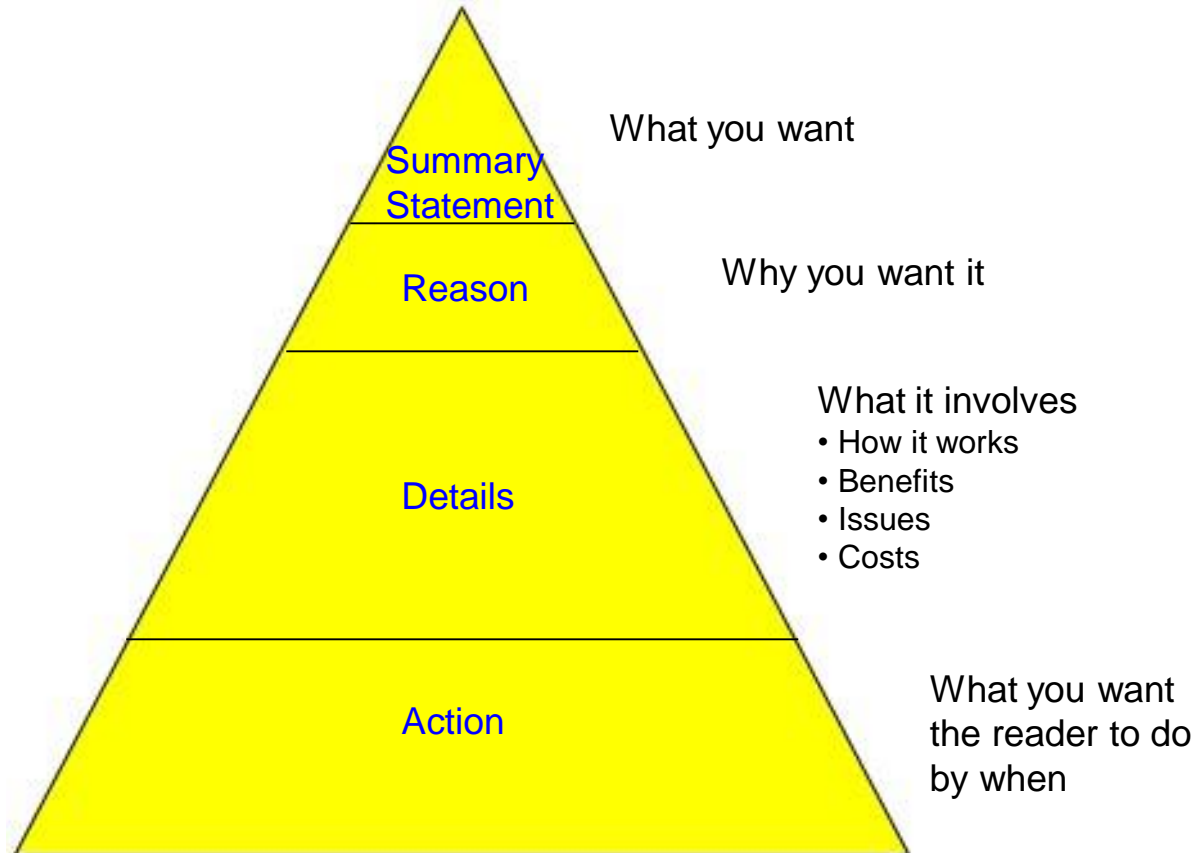 What you want
Summary
Statement
Why you want it
Reason
What it involves
• How it works
• Benefits
• Issues
• Costs
Details
What you want
the reader to do
by when
Action